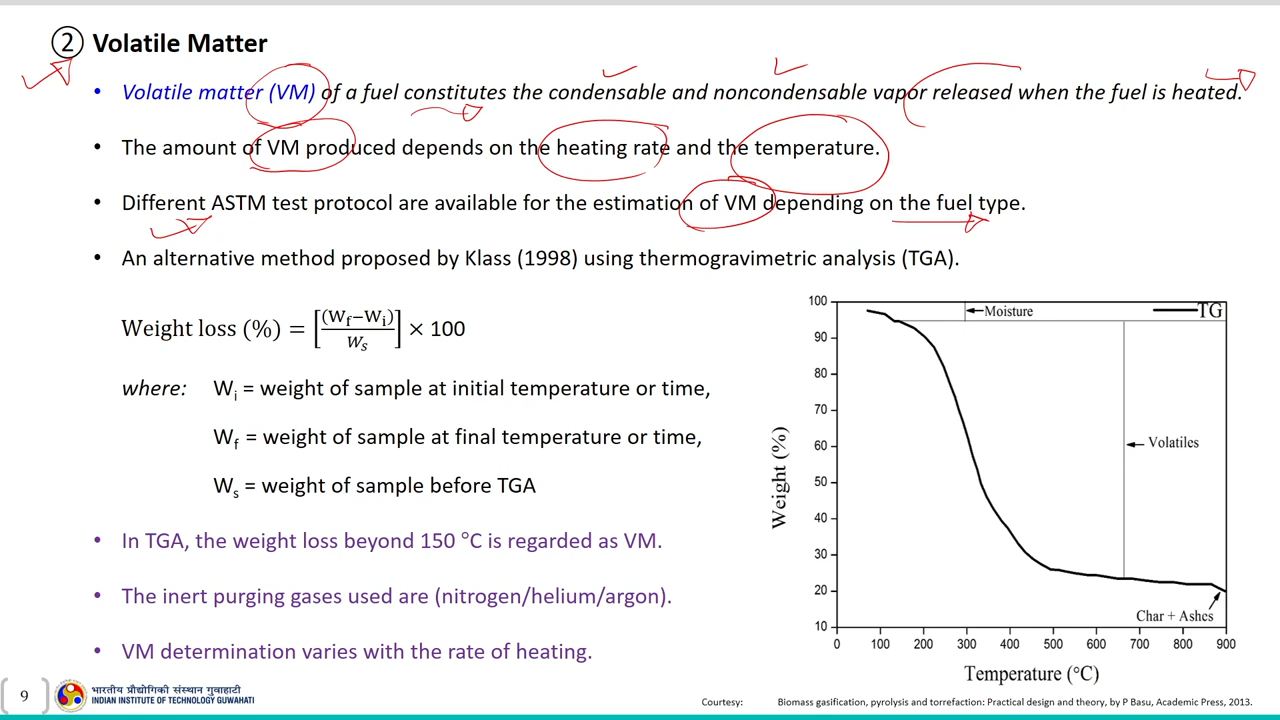 ② Volatile Matter
• Volatile matter (VM) of a fuel constitutes the condensable and noncondensable vapor released when the fuel is heated.
• The amount of VM produced depends on the heating rate and the temperature.
• Different ASTM test protocol are available for the estimation of VM depending on the fuel type.
• An alternative method proposed by Klass (1998) using thermogravimetric analysis (TGA).
Weight loss (%) = [(W_f−W_i)/W_s] × 100
where: W_i = weight of sample at initial temperature or time,
W_f = weight of sample at final temperature or time,
W_s = weight of sample before TGA
• In TGA, the weight loss beyond 150 °C is regarded as VM.
• The inert purging gases used are (nitrogen/helium/argon).
• VM determination varies with the rate of heating.
Weight (%)
100
90
80
70
60
50
40
30
20
10
Moisture
TG
Volatiles
Char + Ashes
0 100 200 300 400 500 600 700 800 900
Temperature (°C)
9
भारतीय प्रौद्योगिकी संस्थान गुवाहाटी
INDIAN INSTITUTE OF TECHNOLOGY GUWAHATI
Courtesy: Biomass gasification, pyrolysis and torrefaction: Practical design and theory, by P Basu, Academic Press, 2013.